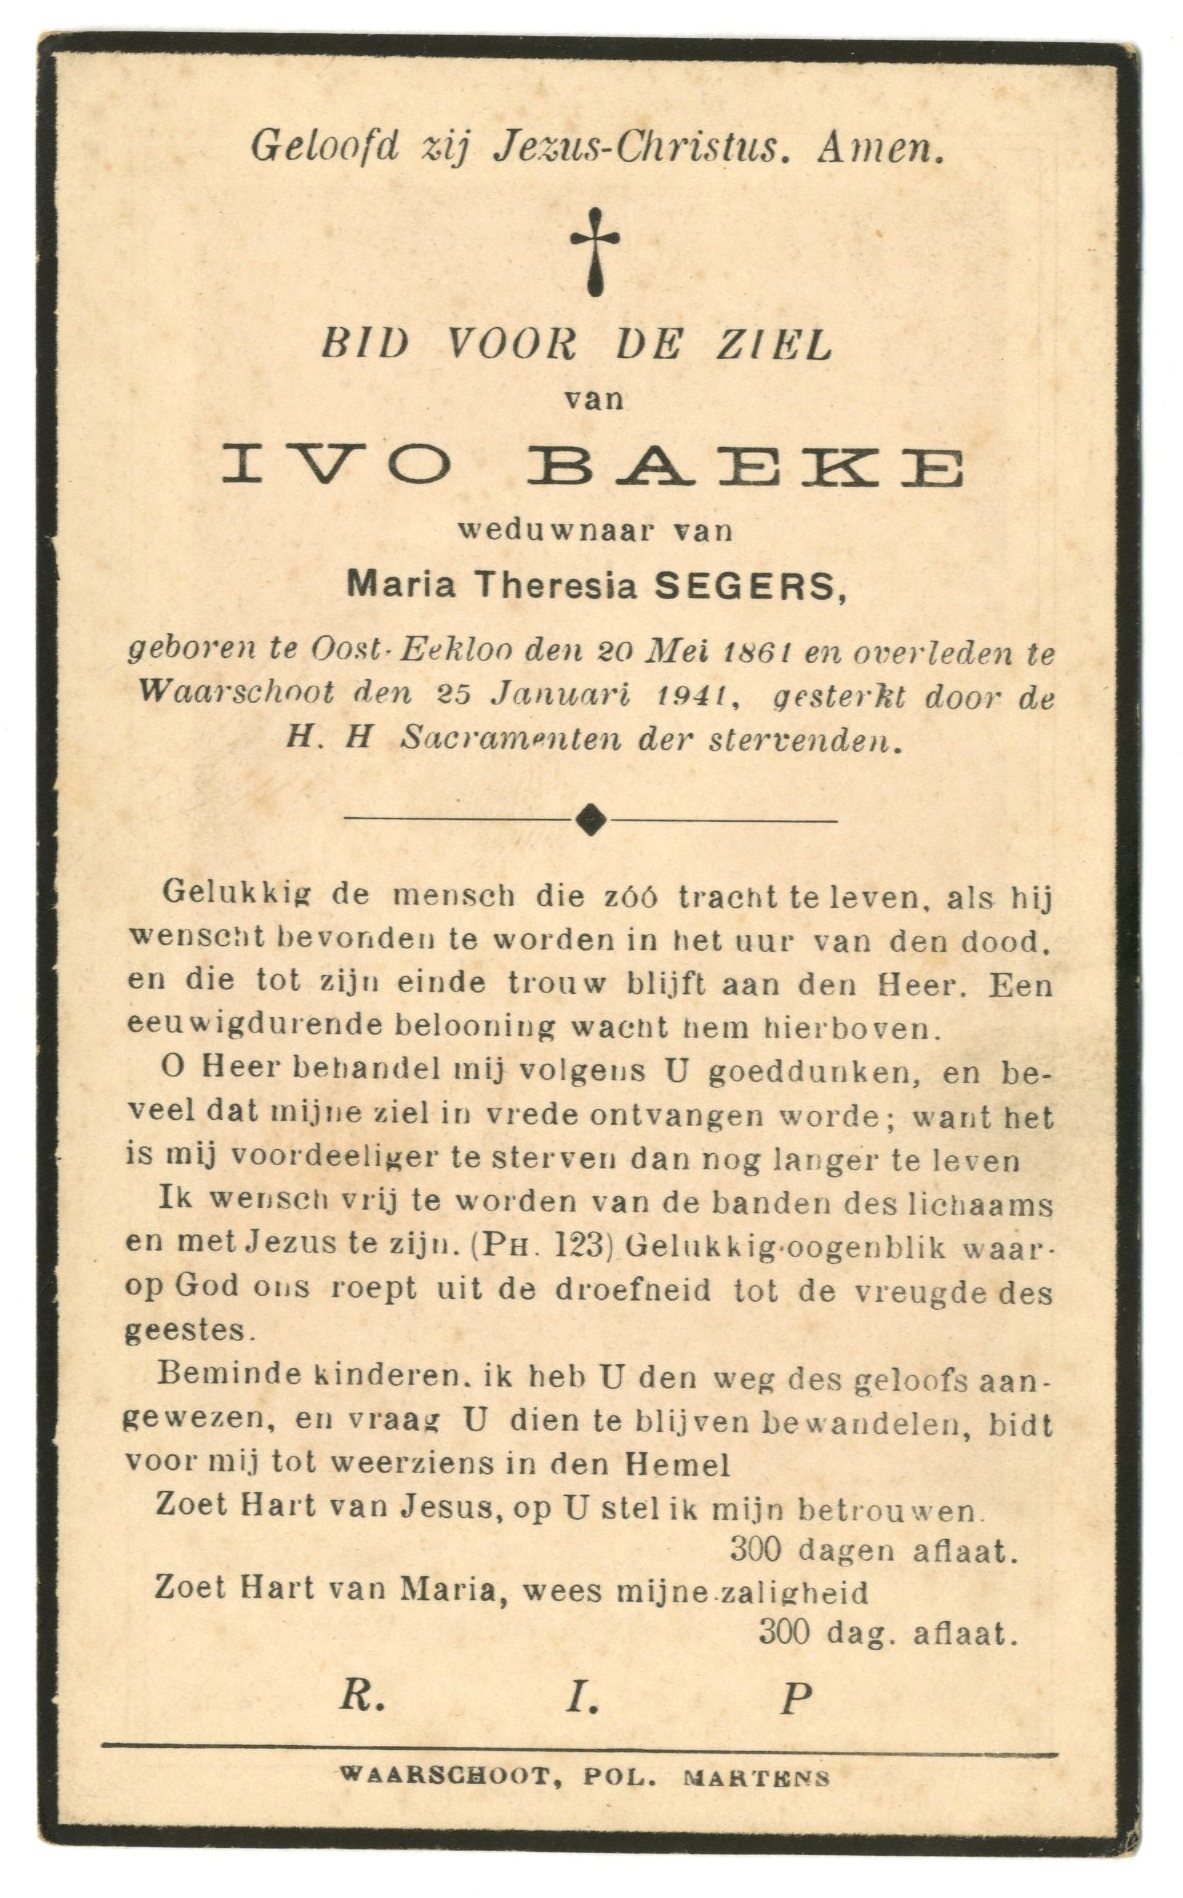 Geloofd zij Jezus-Christus. Amen.
BID VOOR DE ZIEL
van
IVO BAEKE
weduwnaar van
Maria Theresia SEGERS,
geboren te Oost-Eekloo den 20 Mei 1861 en overleden te
Waarschoot den 25 Januari 1941, gesterkt door de
H. H Sacramenten der stervenden.
Gelukkig de mensch die zóó tracht te leven, als hij
wenscht bevonden te worden in het uur van den dood,
en die tot zijn einde trouw blijft aan den Heer. Een
eeuwigdurende belooning wacht hem hierboven.
O Heer behandel mij volgens U goeddunken, en be-
veel dat mijne ziel in vrede ontvangen worde; want het
is mij voordeeliger te sterven dan nog langer te leven
Ik wensch vrij te worden van de banden des lichaams
en met Jezus te zijn. (PH. 123) Gelukkig oogenblik waar-
op God ons roept uit de droefheid tot de vreugde des
geestes.
Beminde kinderen, ik heb U den weg des geloofs aan-
gewezen, en vraag U dien te blijven bewandelen, bidt
voor mij tot weerziens in den Hemel
Zoet Hart van Jesus, op U stel ik mijn betrouwen.
300 dagen aflaat.
Zoet Hart van Maria, wees mijne zaligheid
300 dag. aflaat.
R. I. P
WAARSCHOOT, POL. MARTENS